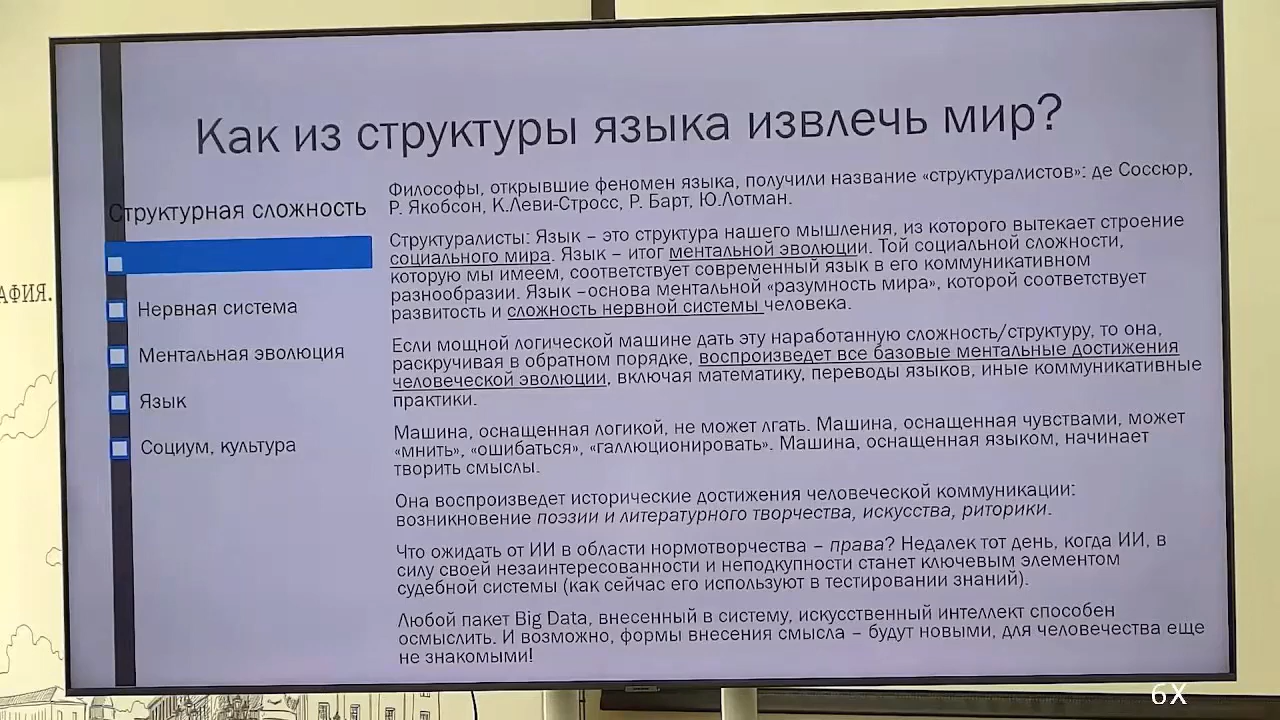 Как из структуры языка извлечь мир?
Структурная сложность
Нервная система
Ментальная эволюция
Язык
Социум, культура
Философы, открывшие феномен языка, получили название «структуралистов»: де Соссюр,
Р. Якобсон, К.Леви-Стросс, Р. Барт, Ю.Лотман.
Структуралисты: Язык – это структура нашего мышления, из которого вытекает строение
социального мира. Язык – итог ментальной эволюции. Той социальной сложности,
которую мы имеем, соответствует современный язык в его коммуникативном
разнообразии. Язык –основа ментальной «разумность мира», которой соответствует
развитость и сложность нервной системы человека.
Если мощной логической машине дать эту наработанную сложность/структуру, то она,
раскручивая в обратном порядке, воспроизведет все базовые ментальные достижения
человеческой эволюции, включая математику, переводы языков, иные коммуникативные
практики.
Машина, оснащенная логикой, не может лгать. Машина, оснащенная чувствами, может
«мнить», «ошибаться», «галлюционировать». Машина, оснащенная языком, начинает
творить смыслы.
Она воспроизведет исторические достижения человеческой коммуникации:
возникновение поэзии и литературного творчества, искусства, риторики.
Что ожидать от ИИ в области нормотворчества – права? Недалек тот день, когда ИИ, в
силу своей незаинтересованности и неподкупности станет ключевым элементом
судебной системы (как сейчас его используют в тестировании знаний).
Любой пакет Big Data, внесенный в систему, искусственный интеллект способен
осмыслить. И возможно, формы внесения смысла – будут новыми, для человечества еще
не знакомыми!
АФИЯ.
6X